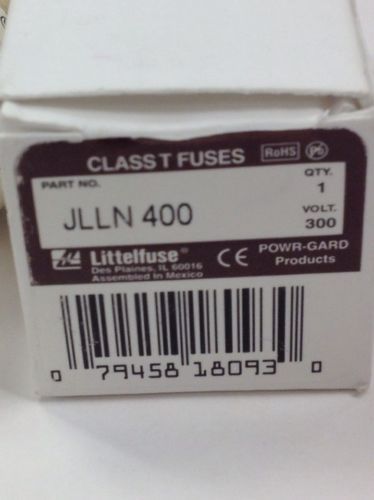 CLASS T FUSES RoHS Pb
PART NO. QTY.
JLLN 400 1
VOLT.
300
Littelfuse® CE POWR-GARD
Des Plaines, IL 60016 Products
Assembled in Mexico
0 79458 18093 0